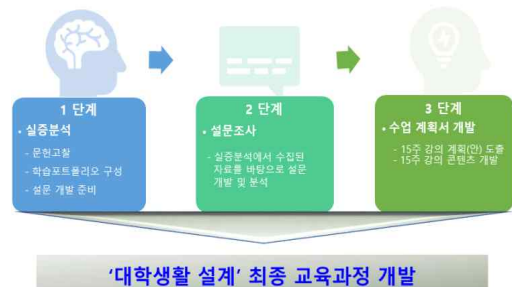 1 단계
• 실증분석
- 문헌고찰
- 학습포트폴리오 구성
- 설문 개발 준비
2 단계
• 설문조사
- 실증분석에서 수집된
자료를 바탕으로 설문
개발 및 분석
3 단계
• 수업 계획서 개발
- 15주 강의 계획(안) 도출
- 15주 강의 콘텐츠 개발
‘대학생활 설계’ 최종 교육과정 개발